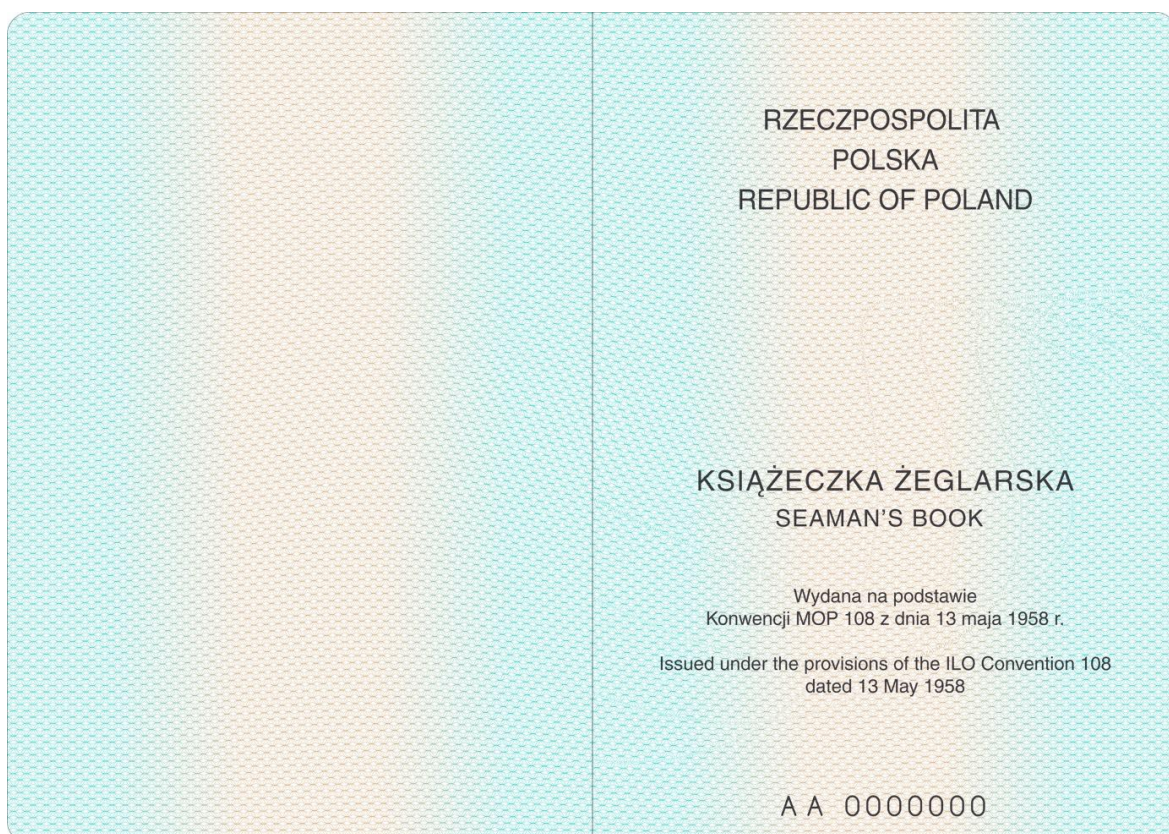 RZECZPOSPOLITA
POLSKA
REPUBLIC OF POLAND
KSIĄŻECZKA ŻEGLARSKA
SEAMAN'S BOOK
Wydana na podstawie
Konwencji MOP 108 z dnia 13 maja 1958 r.
Issued under the provisions of the ILO Convention 108
dated 13 May 1958
A A 0000000